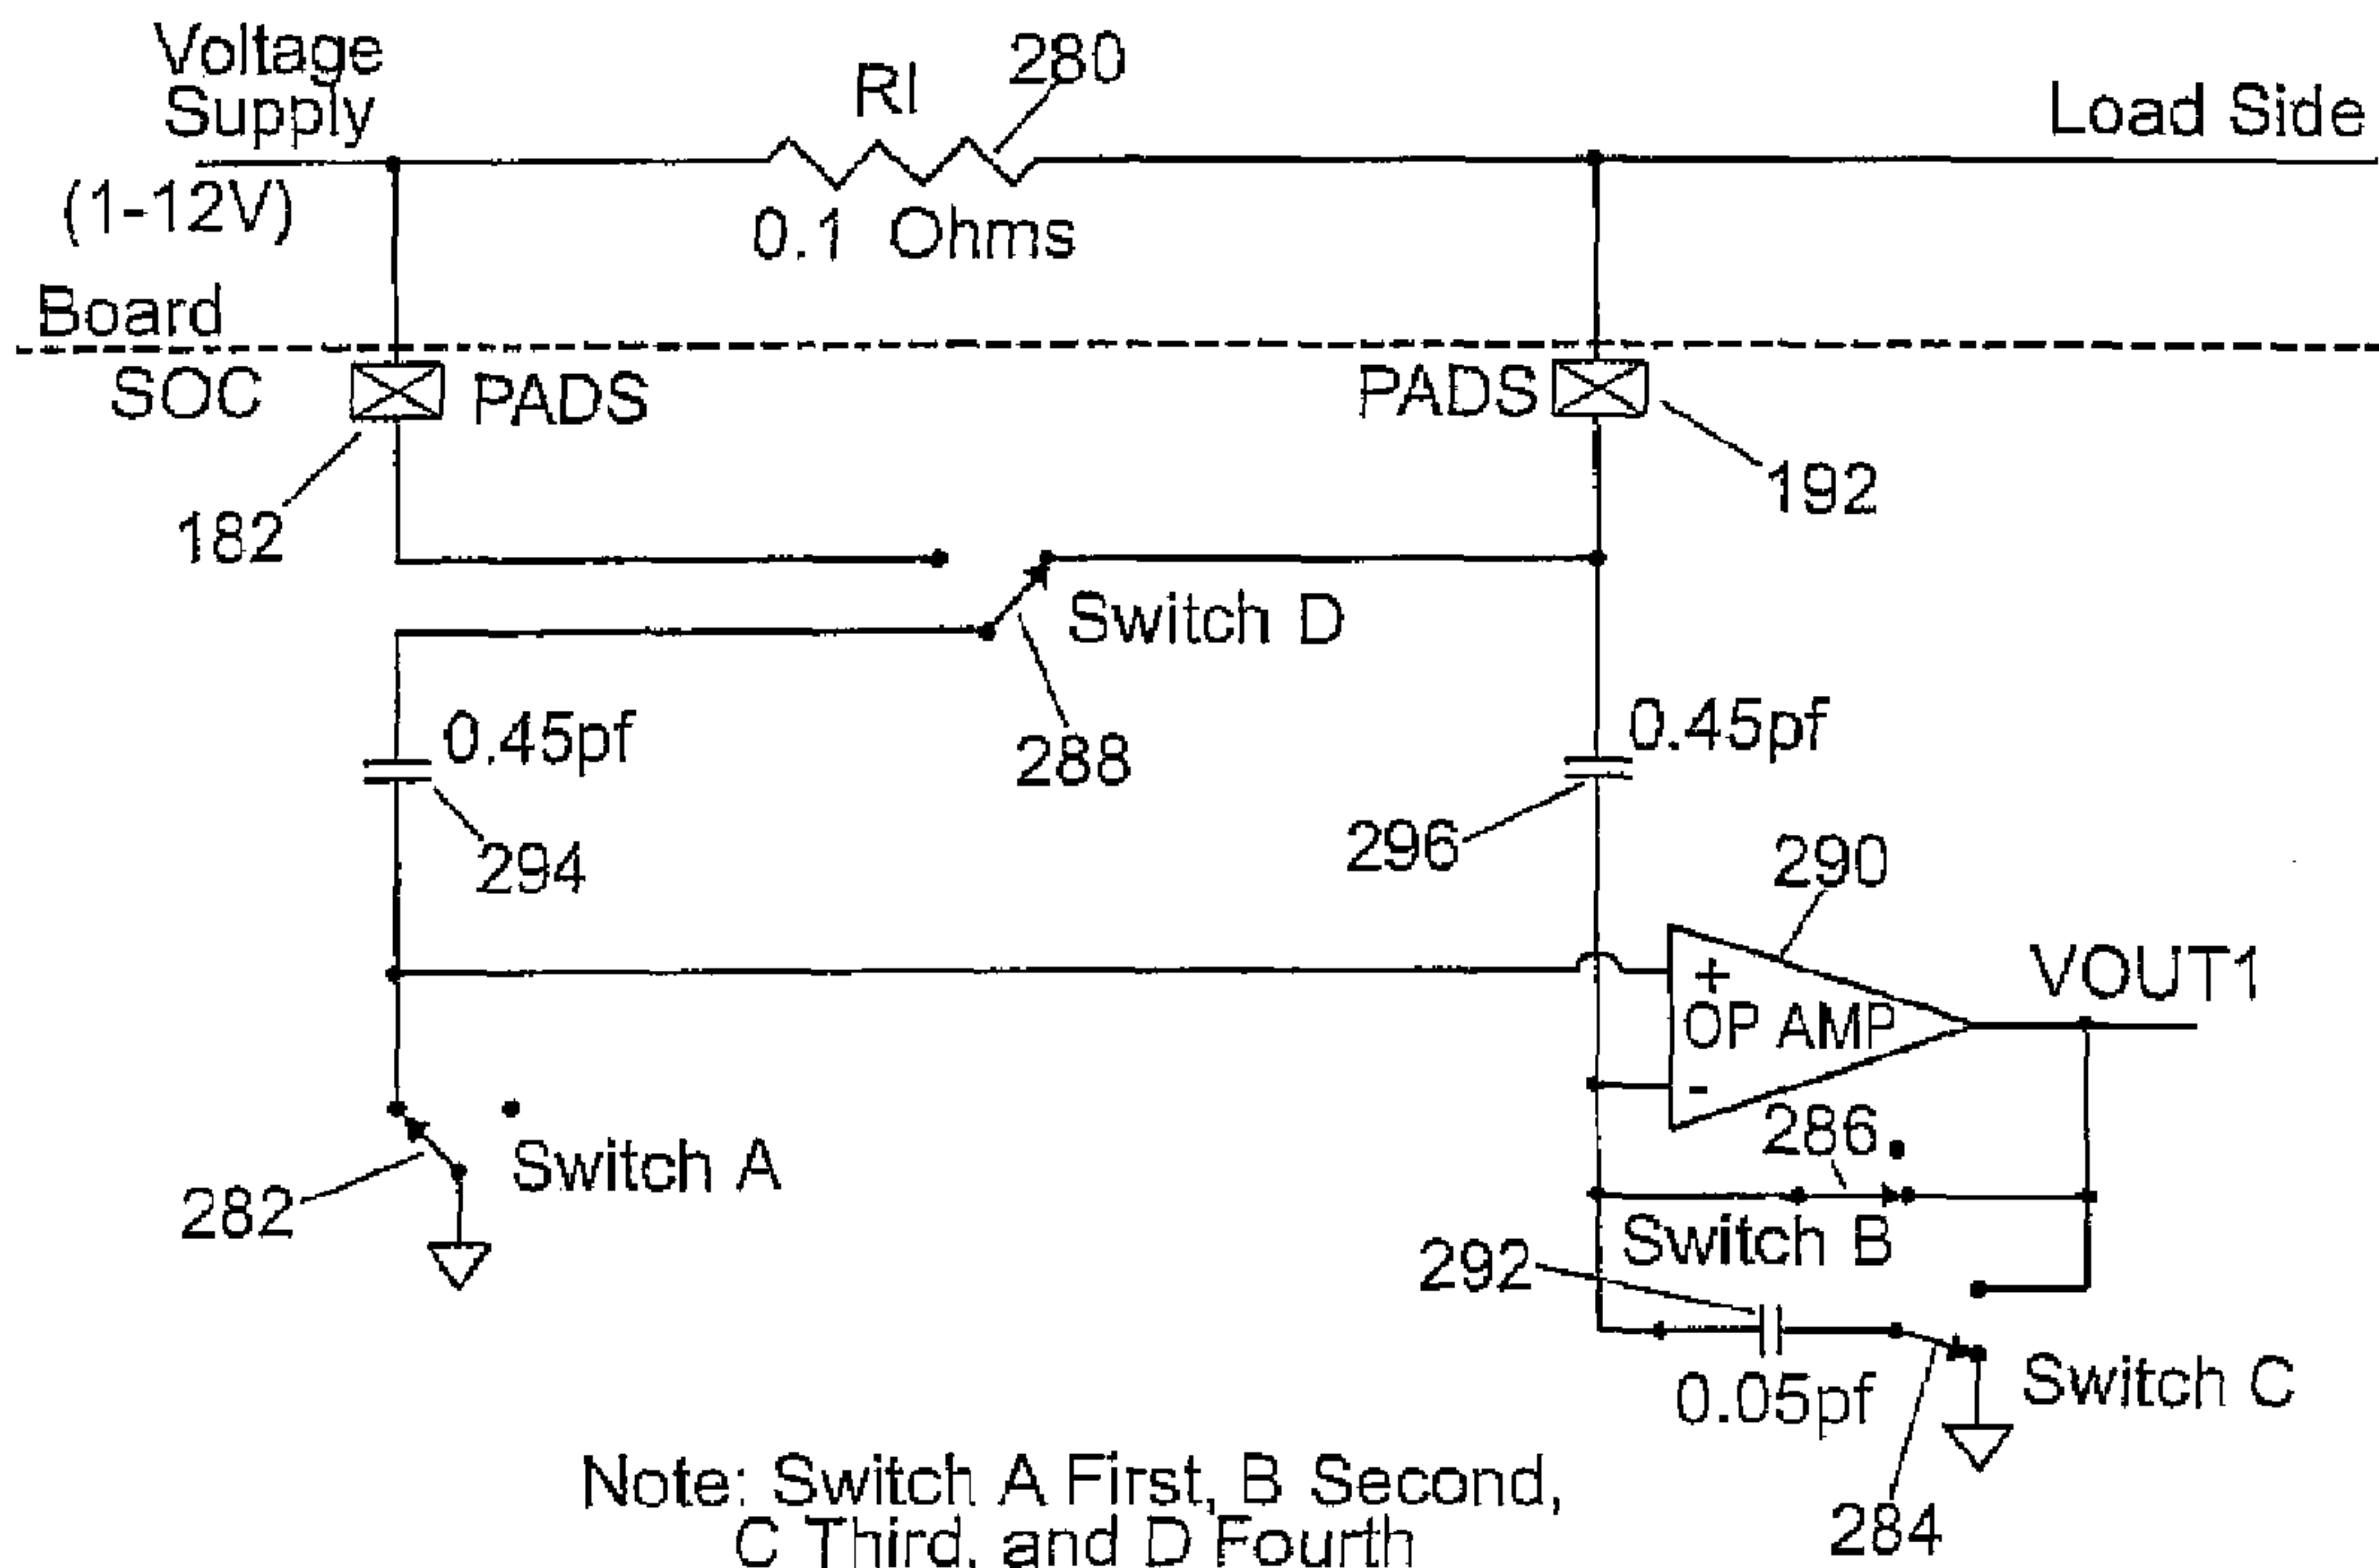 Voltage
Supply
(1-12V)
RI
280
Load Side
0.1 Ohms
Board
SOC
PADS
PADS
182
192
Switch D
288
0.45pf
294
0.45pf
296
290
+
OP AMP
-
VOUT1
286
Switch A
282
Switch B
292
0.05pf
Switch C
284
Note: Switch A First, B Second,
C Third, and D Fourth